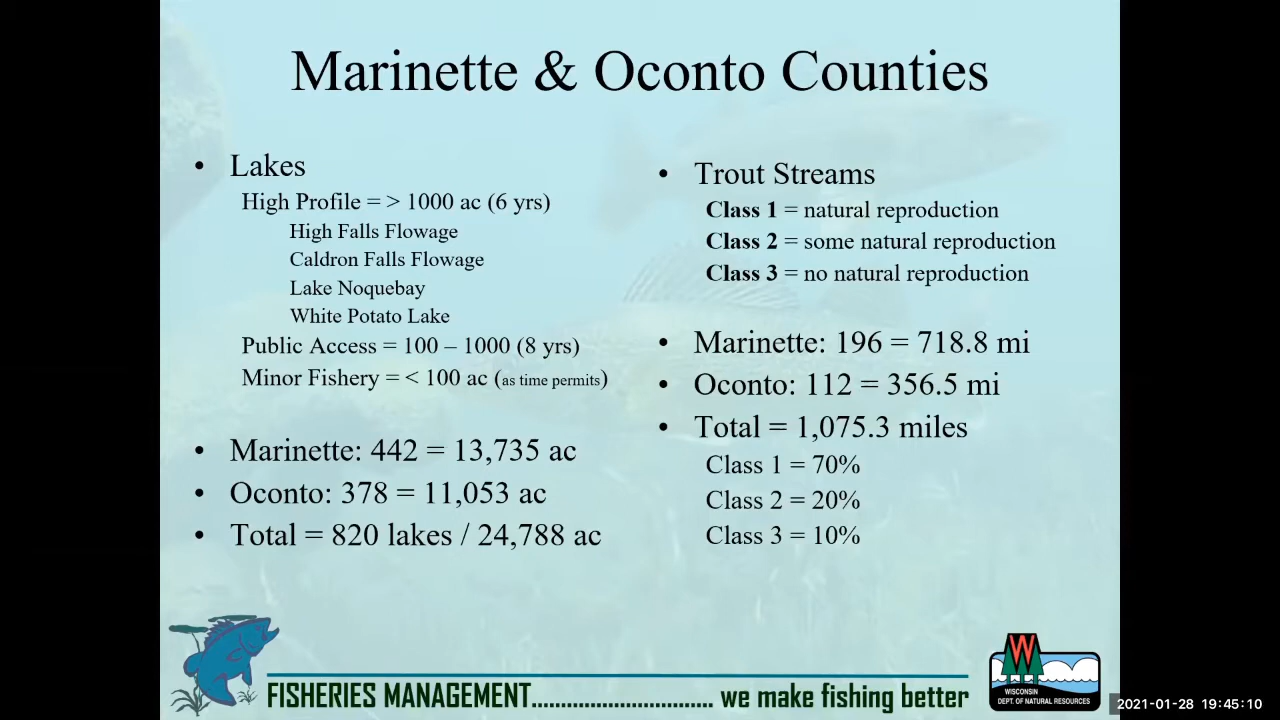 Marinette & Oconto Counties
• Lakes
High Profile = > 1000 ac (6 yrs)
High Falls Flowage
Caldron Falls Flowage
Lake Noquebay
White Potato Lake
Public Access = 100 – 1000 (8 yrs)
Minor Fishery = < 100 ac (as time permits)
• Marinette: 442 = 13,735 ac
• Oconto: 378 = 11,053 ac
• Total = 820 lakes / 24,788 ac
• Trout Streams
Class 1 = natural reproduction
Class 2 = some natural reproduction
Class 3 = no natural reproduction
• Marinette: 196 = 718.8 mi
• Oconto: 112 = 356.5 mi
• Total = 1,075.3 miles
Class 1 = 70%
Class 2 = 20%
Class 3 = 10%
FISHERIES MANAGEMENT............................... we make fishing better
W
WISCONSIN
DEPT. OF NATURAL RESOURCES
2021-01-28 19:45:10